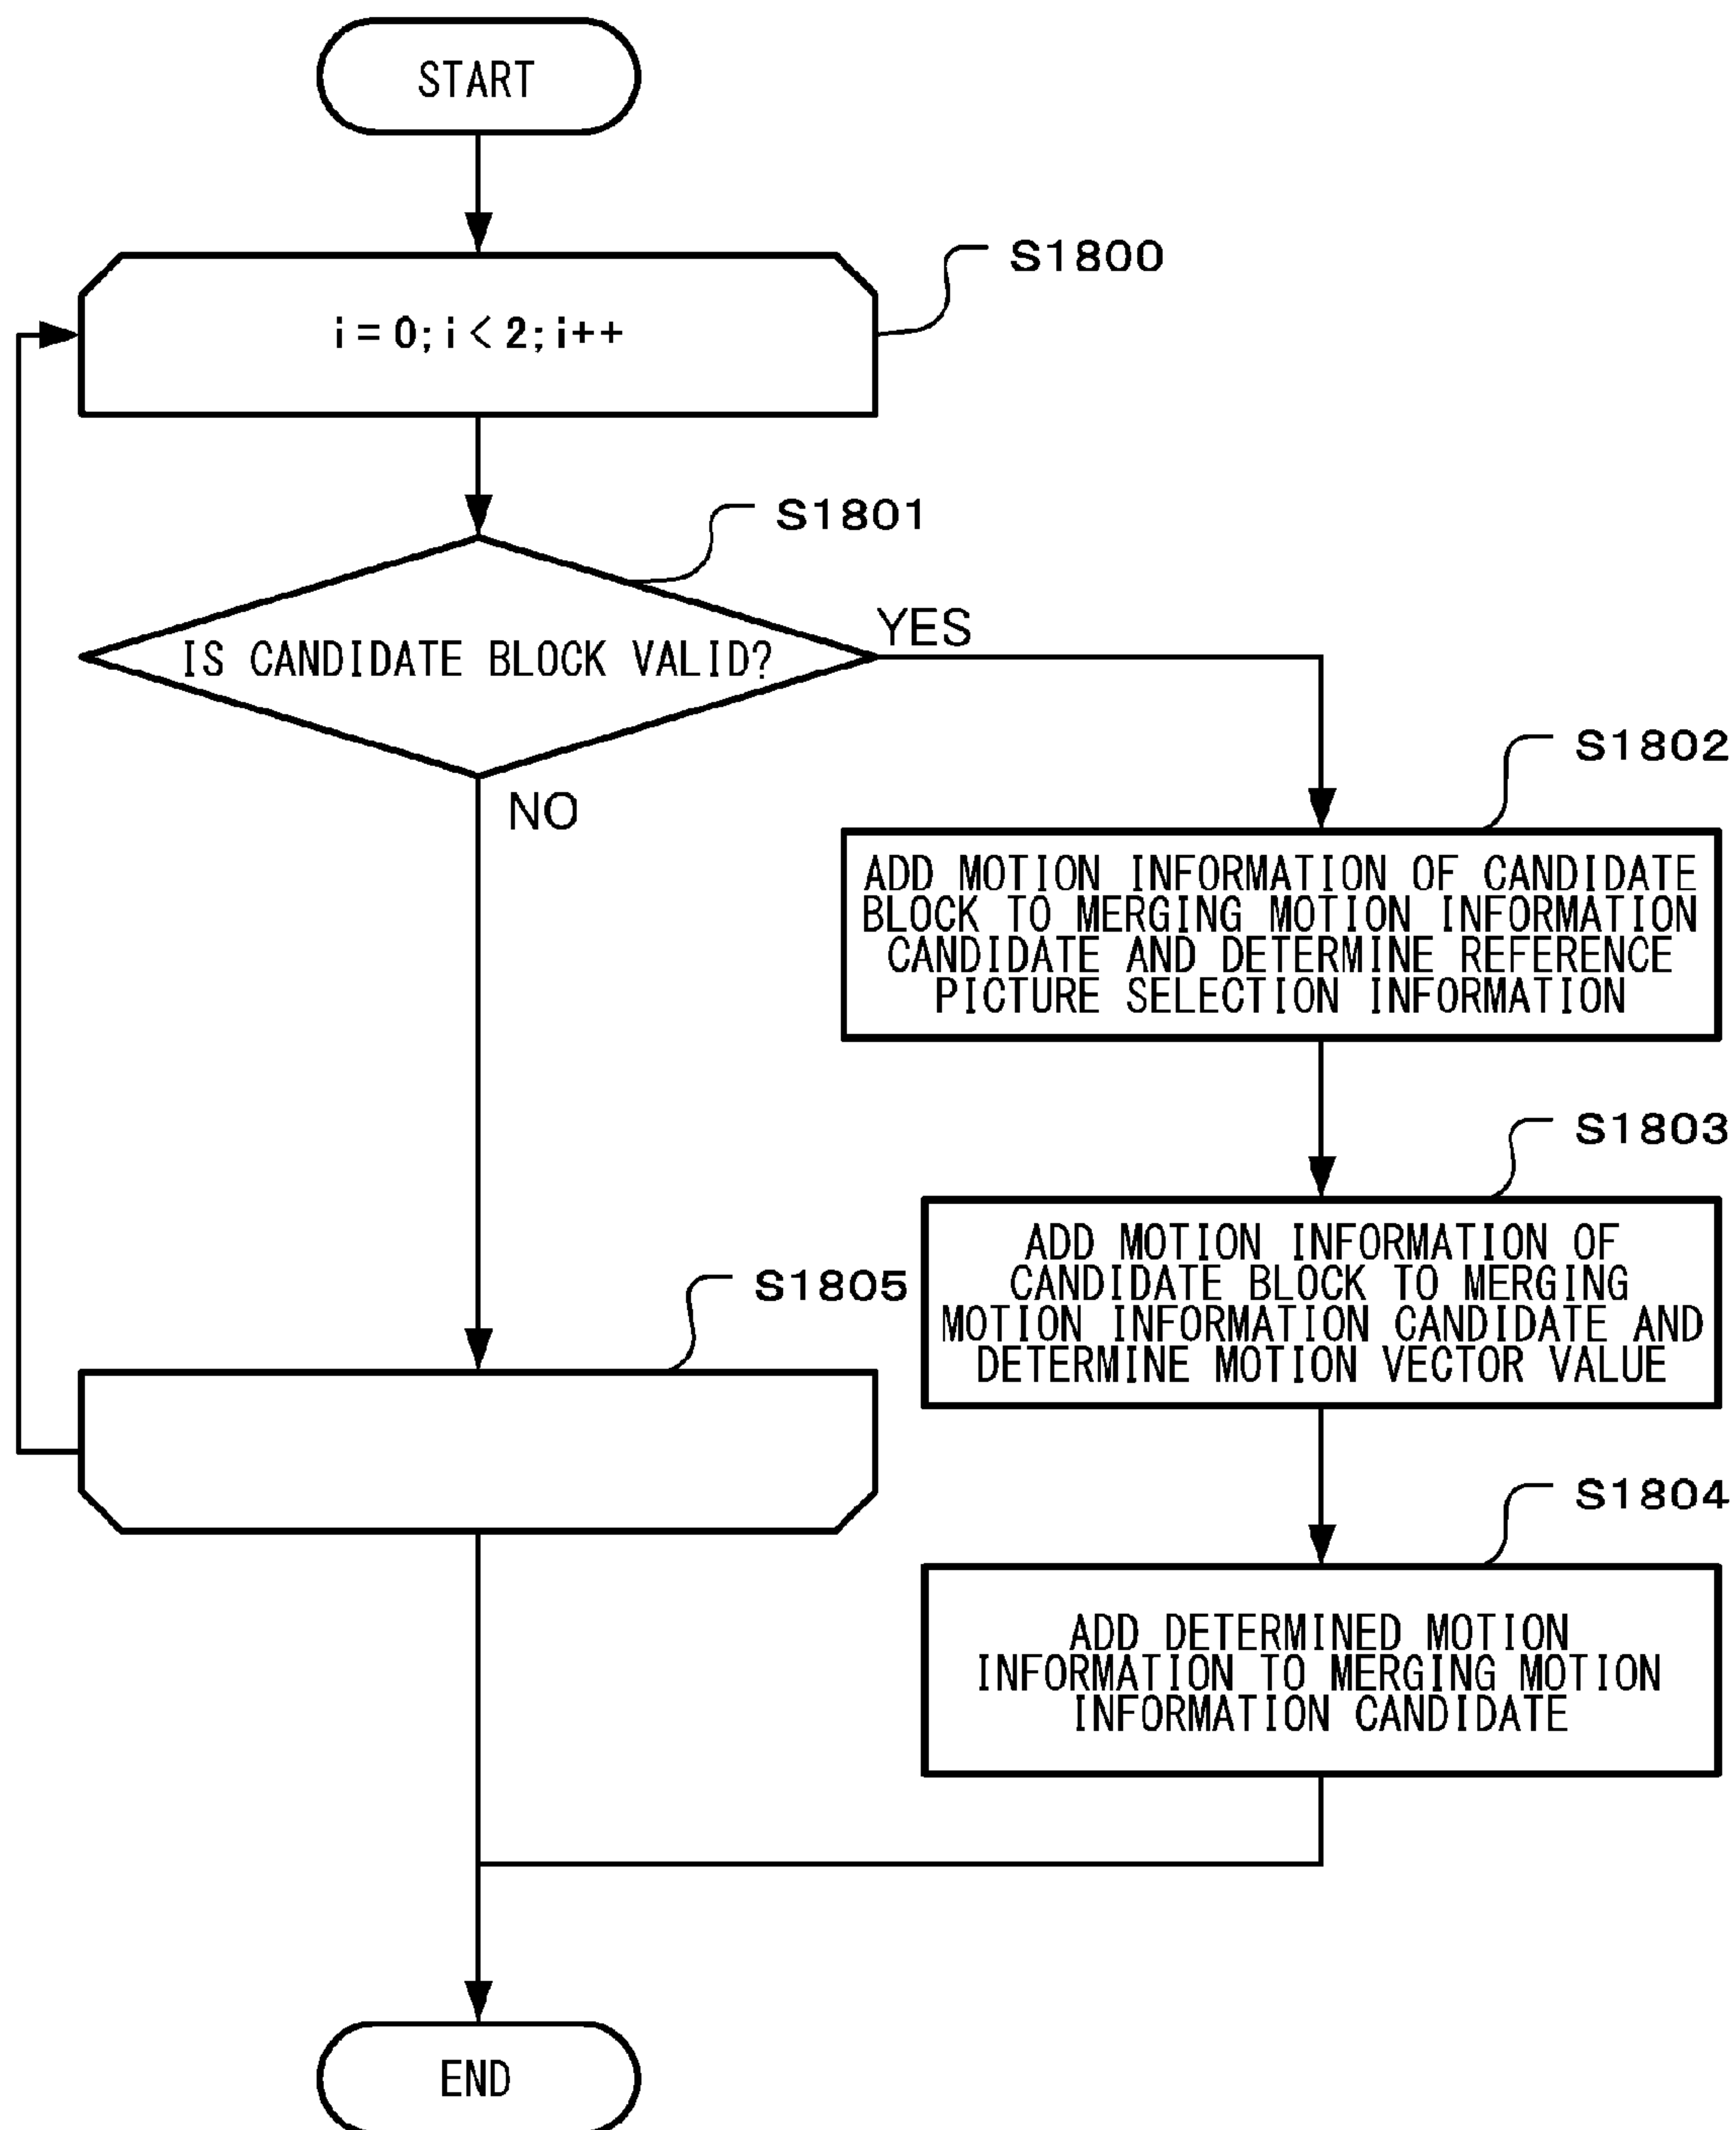 START
S1800
i = 0; i < 2; i++
S1801
IS CANDIDATE BLOCK VALID?
YES
NO
S1802
ADD MOTION INFORMATION OF CANDIDATE
BLOCK TO MERGING MOTION INFORMATION
CANDIDATE AND DETERMINE REFERENCE
PICTURE SELECTION INFORMATION
S1803
ADD MOTION INFORMATION OF
CANDIDATE BLOCK TO MERGING
MOTION INFORMATION CANDIDATE AND
DETERMINE MOTION VECTOR VALUE
S1805
S1804
ADD DETERMINED MOTION
INFORMATION TO MERGING MOTION
INFORMATION CANDIDATE
END